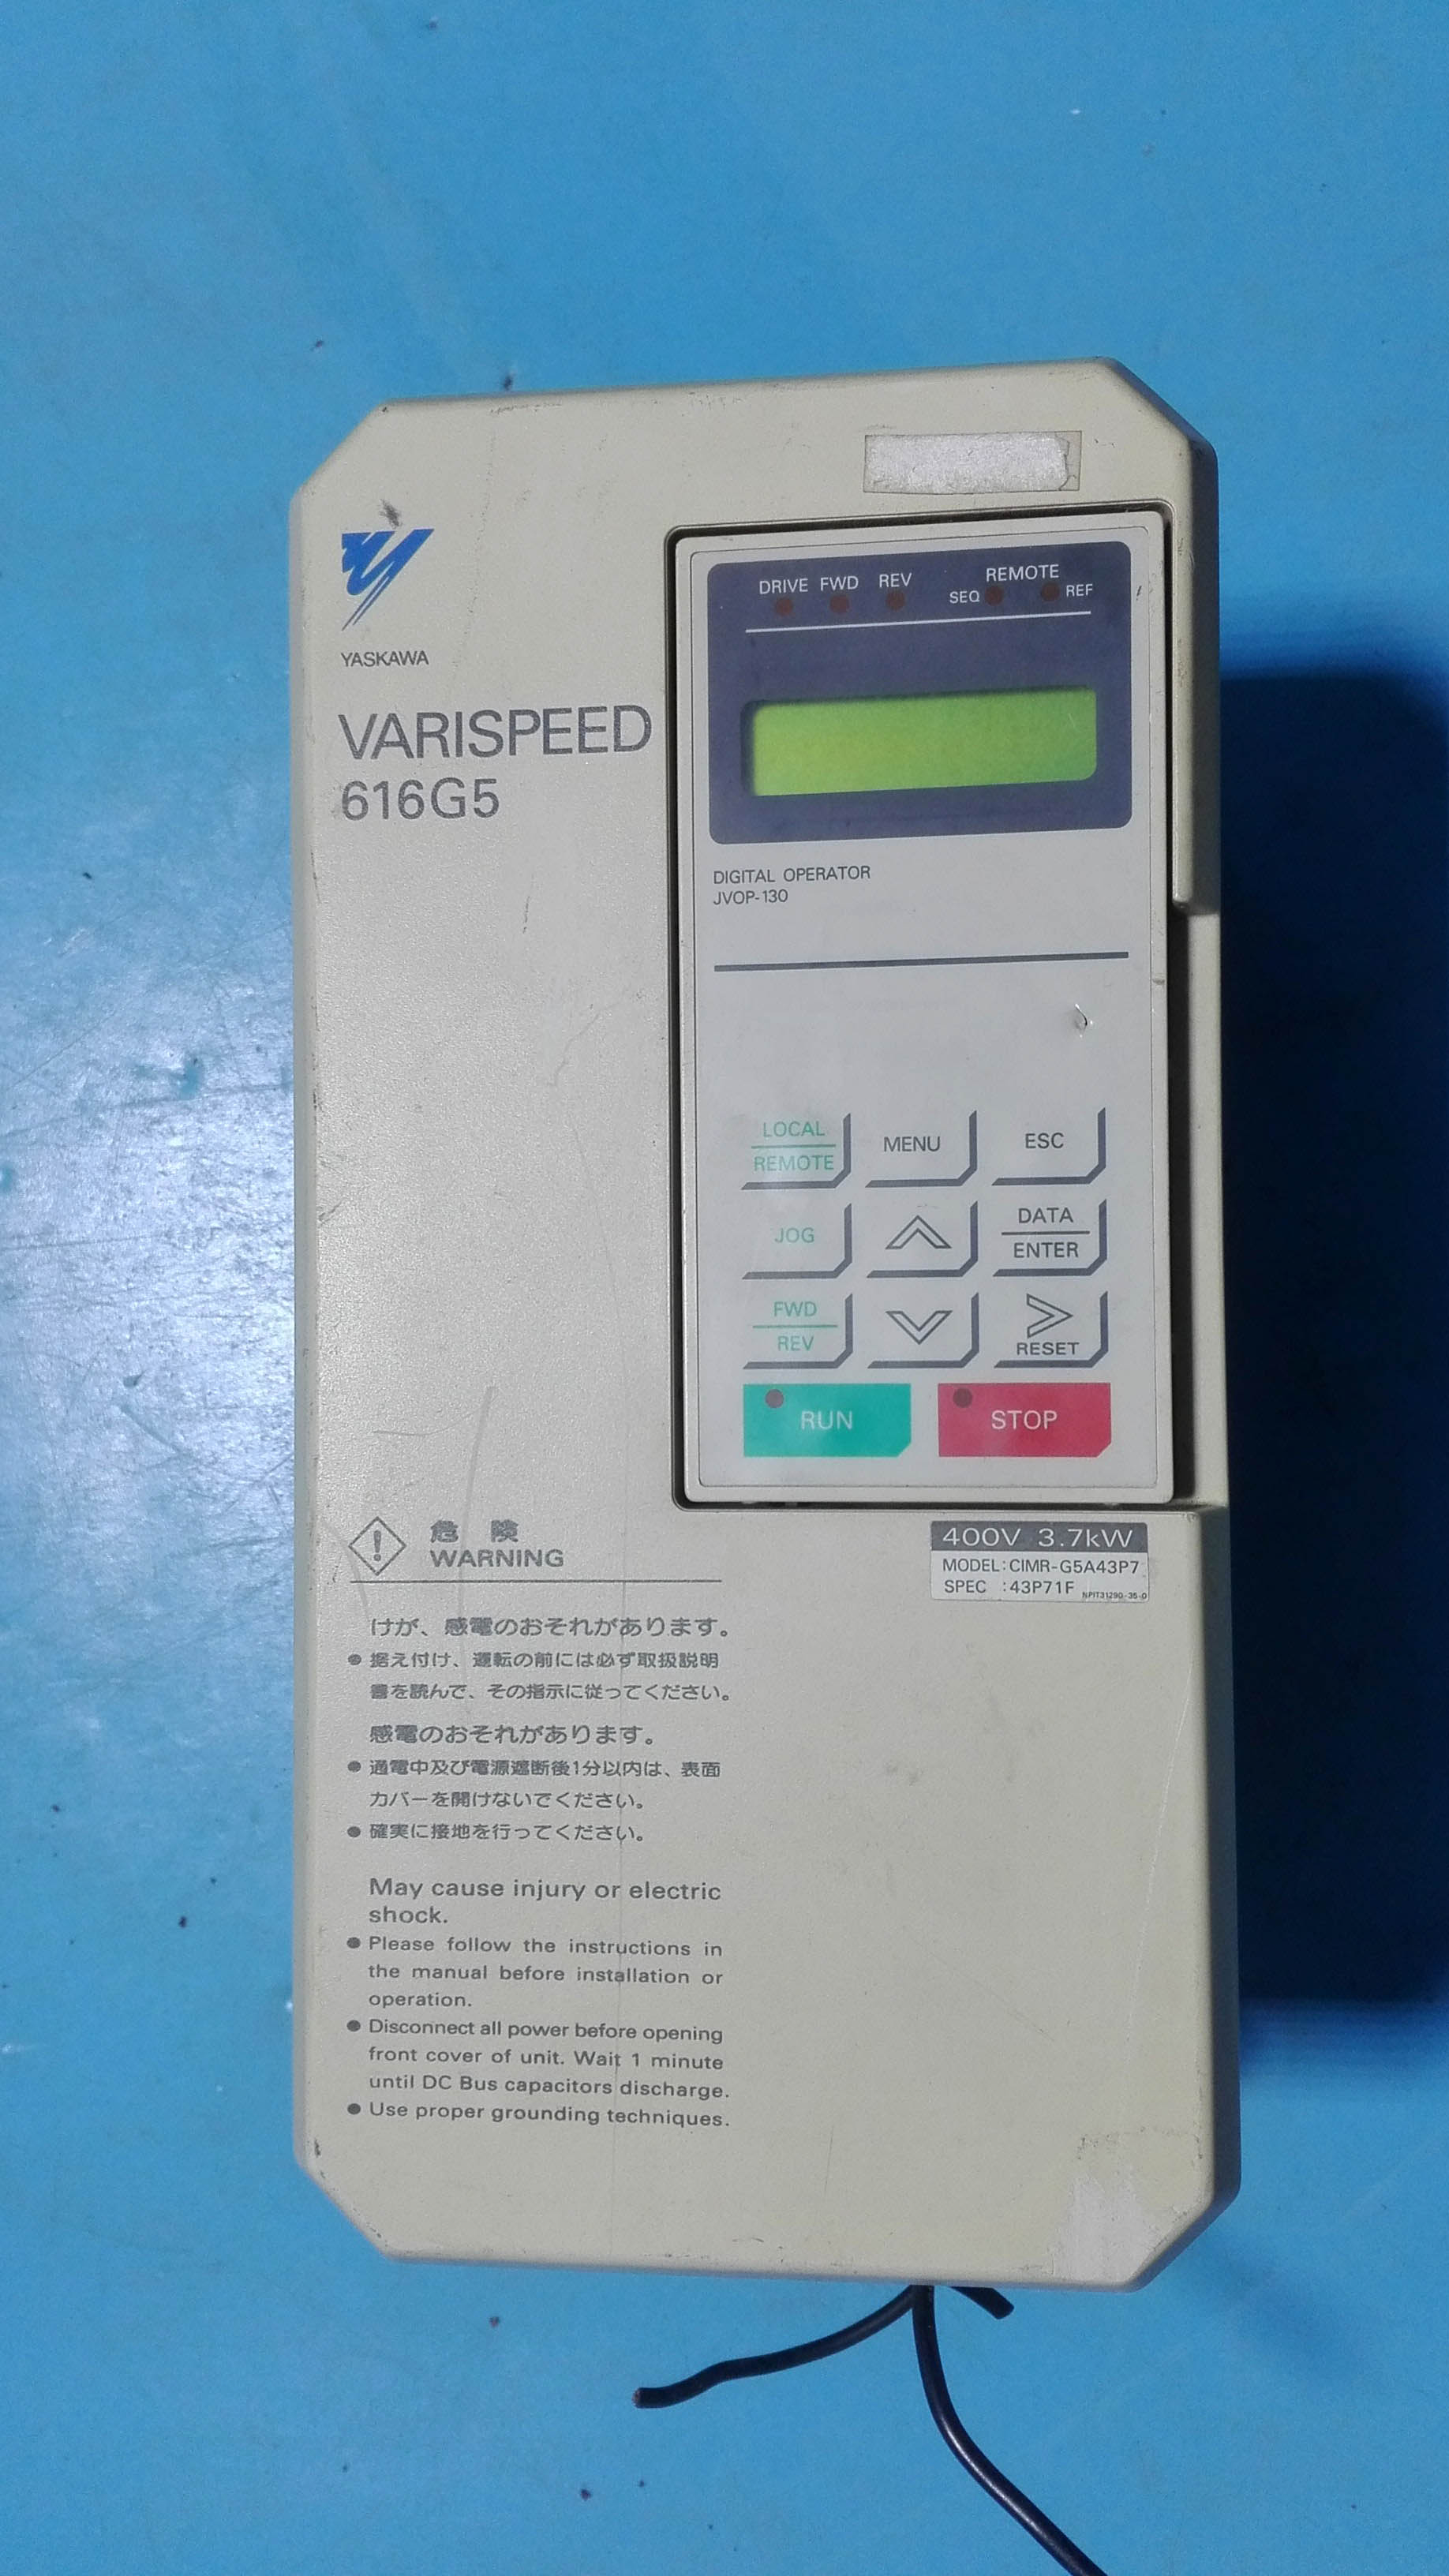 YASKAWA
VARISPEED
616G5
DRIVE FWD REV REMOTE
SEQ REF
DIGITAL OPERATOR
JVOP-130
LOCAL
REMOTE
MENU
ESC
JOG
DATA
ENTER
FWD
REV
RESET
RUN
STOP
400V 3.7kW
MODEL:CIMR-G5A43P7
SPEC :43P71F NPIT31290-35-0
危 険
WARNING
けが、感電のおそれがあります。
● 据え付け、運転の前には必ず取扱説明
書を読んで、その指示に従ってください。
感電のおそれがあります。
● 通電中及び電源遮断後1分以内は、表面
カバーを開けないでください。
● 確実に接地を行ってください。
May cause injury or electric
shock.
● Please follow the instructions in
the manual before installation or
operation.
● Disconnect all power before opening
front cover of unit. Wait 1 minute
until DC Bus capacitors discharge.
● Use proper grounding techniques.